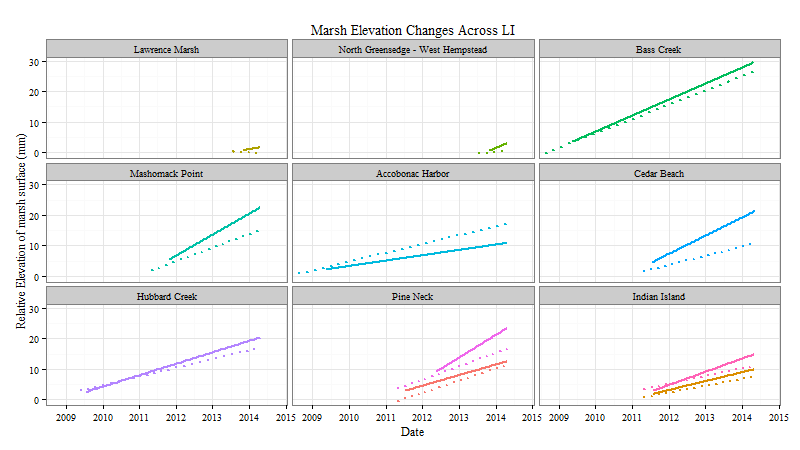 Marsh Elevation Changes Across LI
Lawrence Marsh
North Greensedge - West Hempstead
Bass Creek
30
20
10
0
Mashomack Point
Accobonac Harbor
Cedar Beach
30
20
10
0
Hubbard Creek
Pine Neck
Indian Island
30
20
10
0
2009 2010 2011 2012 2013 2014 2015
2009 2010 2011 2012 2013 2014 2015
2009 2010 2011 2012 2013 2014 2015
Relative Elevation of marsh surface (mm)
Date